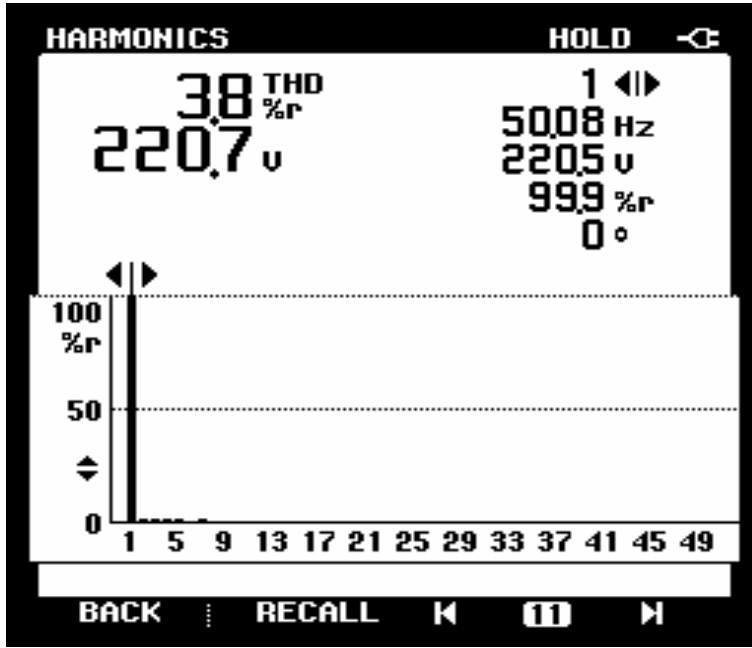 HARMONICS HOLD
3.8 THD %r
220.7 V
1
50.08 Hz
220.5 V
99.9 %r
0 °
100
%r
50
0
1 5 9 13 17 21 25 29 33 37 41 45 49
BACK RECALL 11